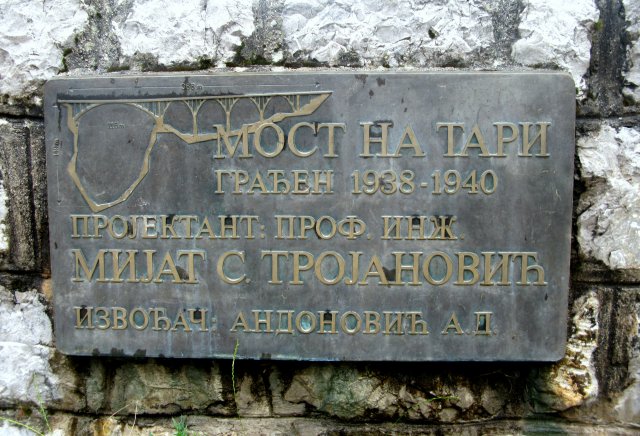 МОСТ НА ТАРИ
ГРАЂЕН 1938-1940
ПРОЈЕКТАНТ: ПРОФ. ИНЖ.
МИЈАТ С. ТРОЈАНОВИЋ
ИЗВОЂАЧ: АНДОНОВИЋ А.Д.